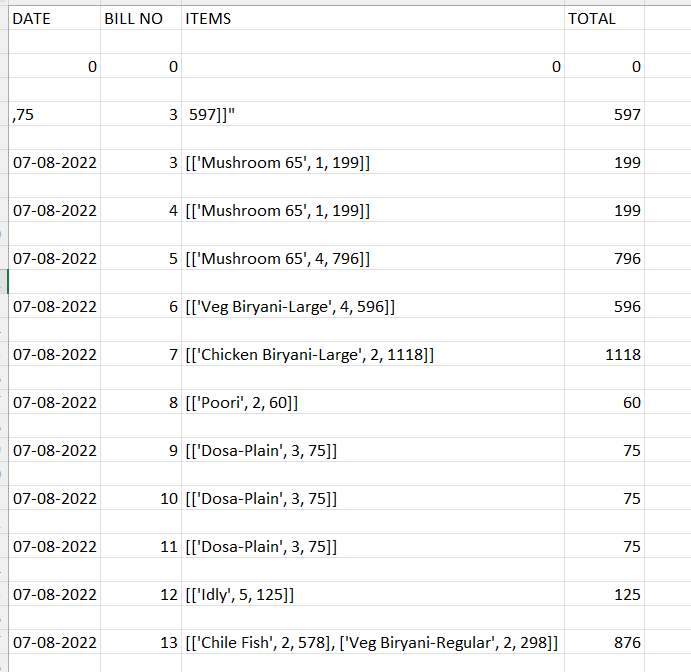 DATE BILL NO ITEMS TOTAL
0 0 0 0
,75 3 597]]" 597
07-08-2022 3 [['Mushroom 65', 1, 199]] 199
07-08-2022 4 [['Mushroom 65', 1, 199]] 199
07-08-2022 5 [['Mushroom 65', 4, 796]] 796
07-08-2022 6 [['Veg Biryani-Large', 4, 596]] 596
07-08-2022 7 [['Chicken Biryani-Large', 2, 1118]] 1118
07-08-2022 8 [['Poori', 2, 60]] 60
07-08-2022 9 [['Dosa-Plain', 3, 75]] 75
07-08-2022 10 [['Dosa-Plain', 3, 75]] 75
07-08-2022 11 [['Dosa-Plain', 3, 75]] 75
07-08-2022 12 [['Idly', 5, 125]] 125
07-08-2022 13 [['Chile Fish', 2, 578], ['Veg Biryani-Regular', 2, 298]] 876